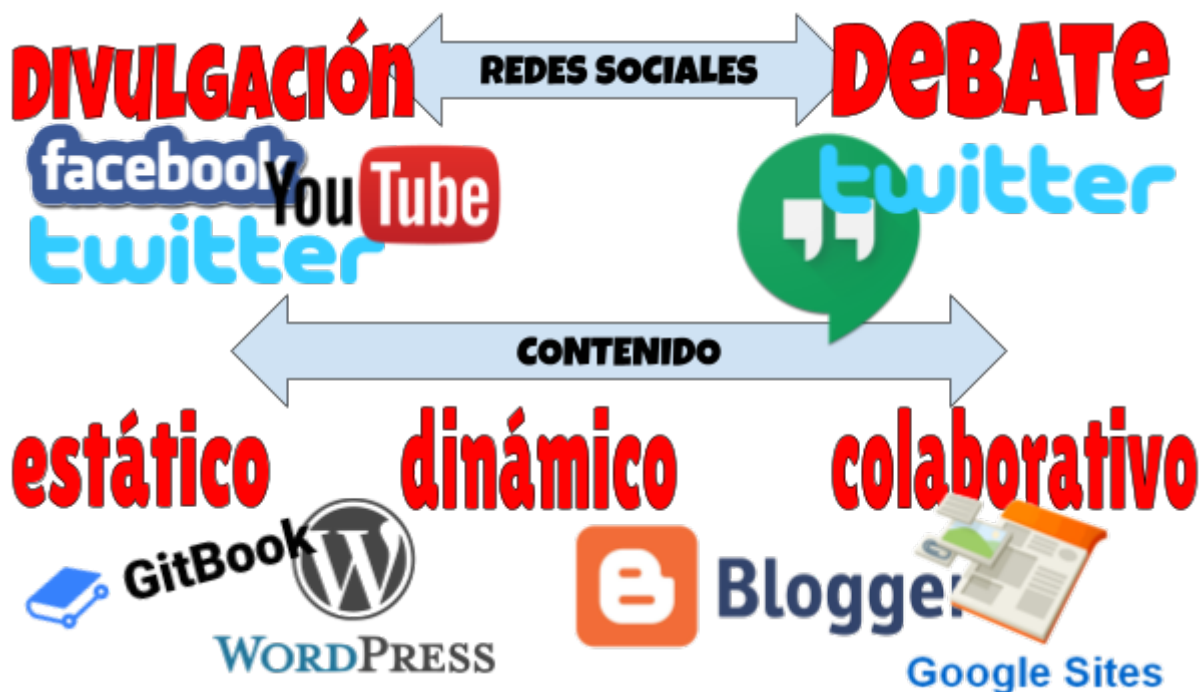 DIVULGACIÓN
REDES SOCIALES
DEBATE
facebook
YouTube
twitter
twitter
CONTENIDO
estático
dinámico
colaborativo
GitBook
WORDPRESS
Blogger
Google Sites